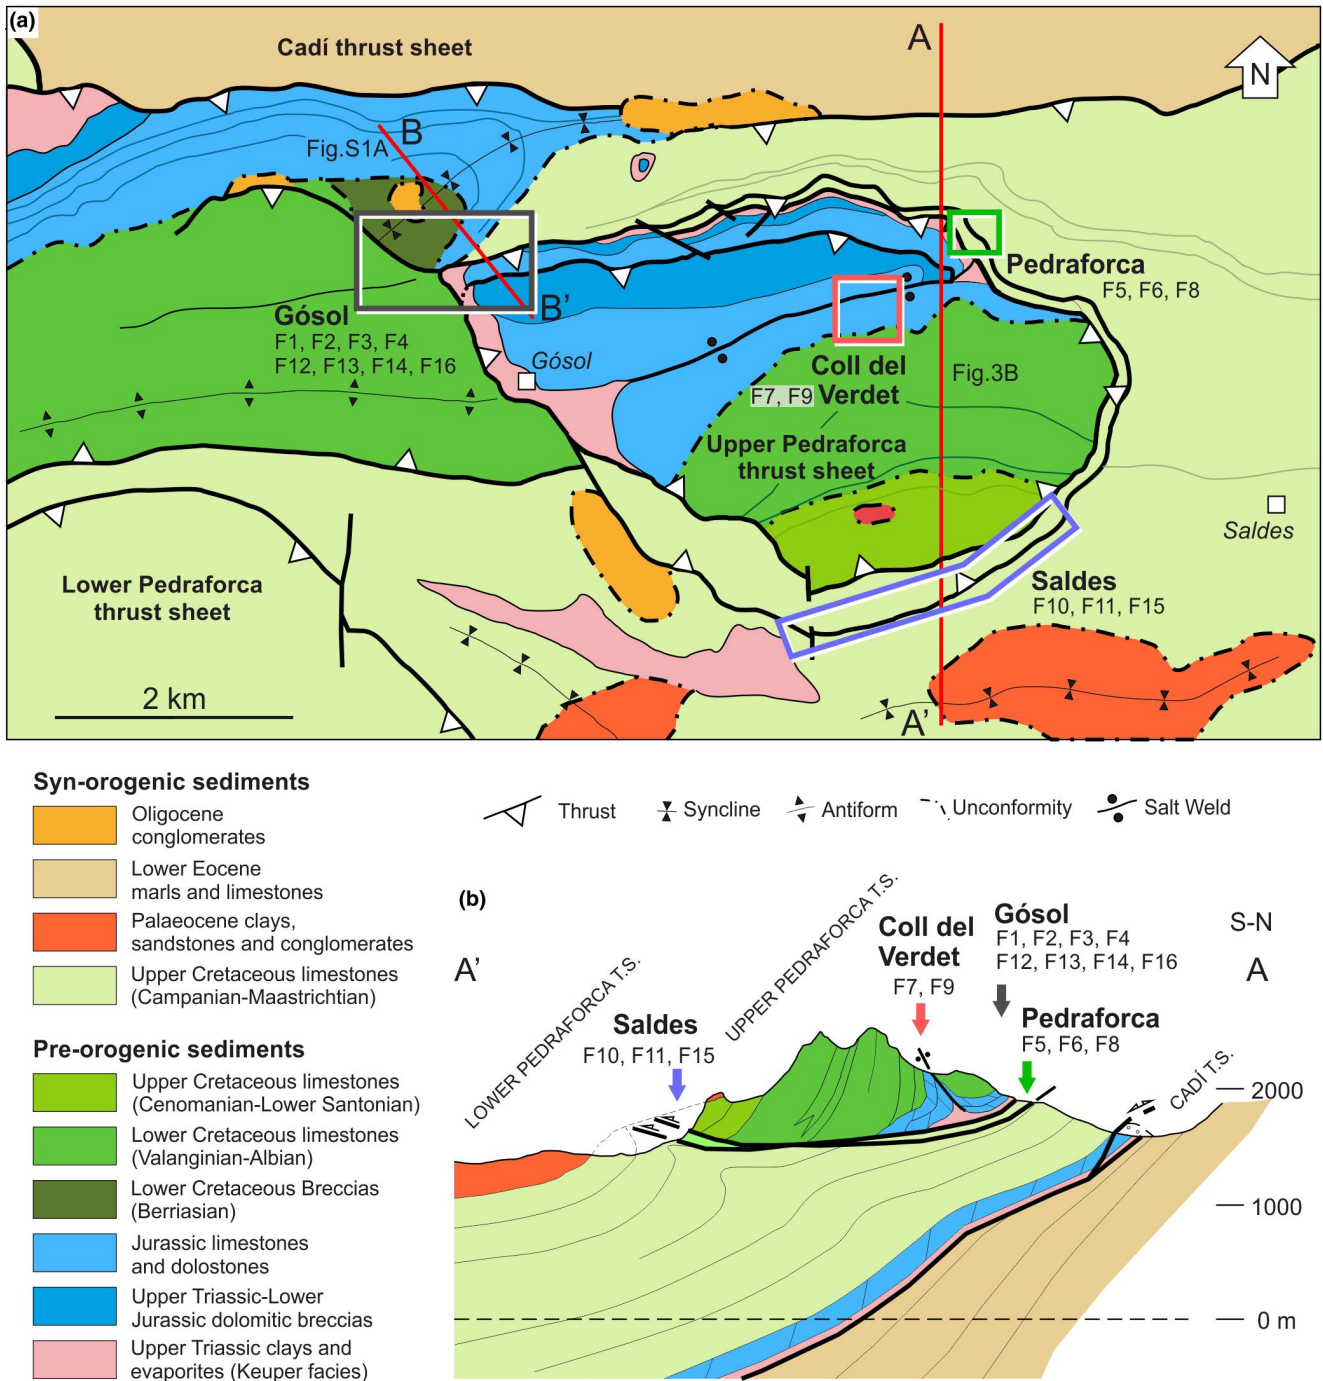 (a)
Cadí thrust sheet
A
N
B
Fig.S1A
Pedraforca
F5, F6, F8
B’
Gósol
F1, F2, F3, F4
F12, F13, F14, F16
Gósol
Coll del
Verdet
F7, F9
Fig.3B
Upper Pedraforca
thrust sheet
Saldes
Lower Pedraforca
thrust sheet
Saldes
F10, F11, F15
2 km
A’
Syn-orogenic sediments
Oligocene
conglomerates
Lower Eocene
marls and limestones
Palaeocene clays,
sandstones and conglomerates
Upper Cretaceous limestones
(Campanian-Maastrichtian)
Pre-orogenic sediments
Upper Cretaceous limestones
(Cenomanian-Lower Santonian)
Lower Cretaceous limestones
(Valanginian-Albian)
Lower Cretaceous Breccias
(Berriasian)
Jurassic limestones
and dolostones
Upper Triassic-Lower
Jurassic dolomitic breccias
Upper Triassic clays and
evaporites (Keuper facies)
Thrust
Syncline
Antiform
Unconformity
Salt Weld
(b)
A’
LOWER PEDRAFORCA T.S.
Saldes
F10, F11, F15
UPPER PEDRAFORCA T.S.
Coll del
Verdet
F7, F9
Gósol
F1, F2, F3, F4
F12, F13, F14, F16
Pedraforca
F5, F6, F8
CADÍ T.S.
S-N
A
2000
1000
0 m